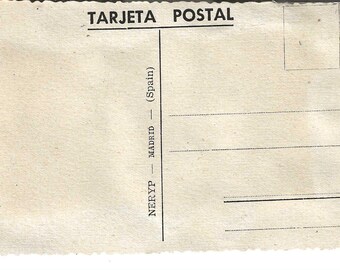 TARJETA POSTAL
NERYP — MADRID — (Spain)